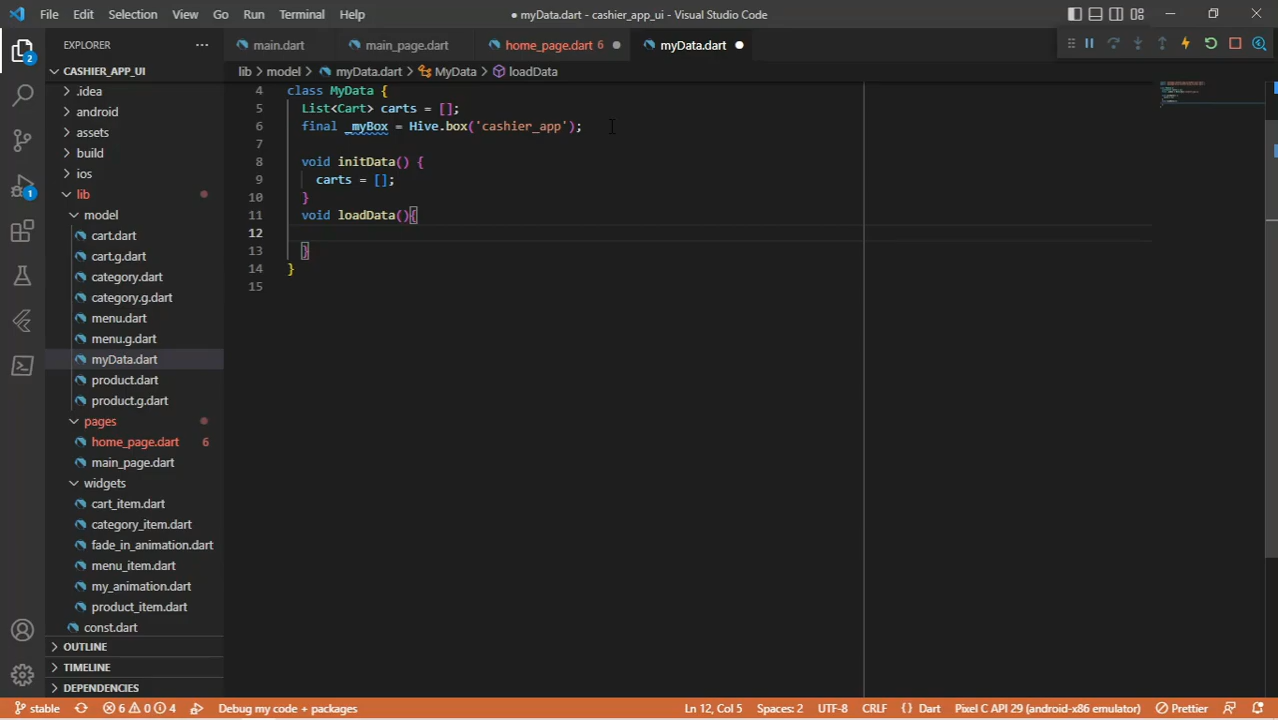 File Edit Selection View Go Run Terminal Help
● myData.dart - cashier_app_ui - Visual Studio Code
EXPLORER
main.dart
main_page.dart
home_page.dart 6
myData.dart
CASHIER_APP_UI
lib > model > myData.dart > MyData > loadData
.idea
android
assets
build
ios
lib
model
cart.dart
cart.g.dart
category.dart
category.g.dart
menu.dart
menu.g.dart
myData.dart
product.dart
product.g.dart
pages
home_page.dart 6
main_page.dart
widgets
cart_item.dart
category_item.dart
fade_in_animation.dart
menu_item.dart
my_animation.dart
product_item.dart
const.dart
OUTLINE
TIMELINE
DEPENDENCIES
2
1
4 class MyData {
5 List<Cart> carts = [];
6 final _myBox = Hive.box('cashier_app');
7
8 void initData() {
9 carts = [];
10 }
11 void loadData(){
12
13 }
14 }
15
stable 6 0 4 Debug my code + packages Ln 12, Col 5 Spaces: 2 UTF-8 CRLF {} Dart Pixel C API 29 (android-x86 emulator) Prettier